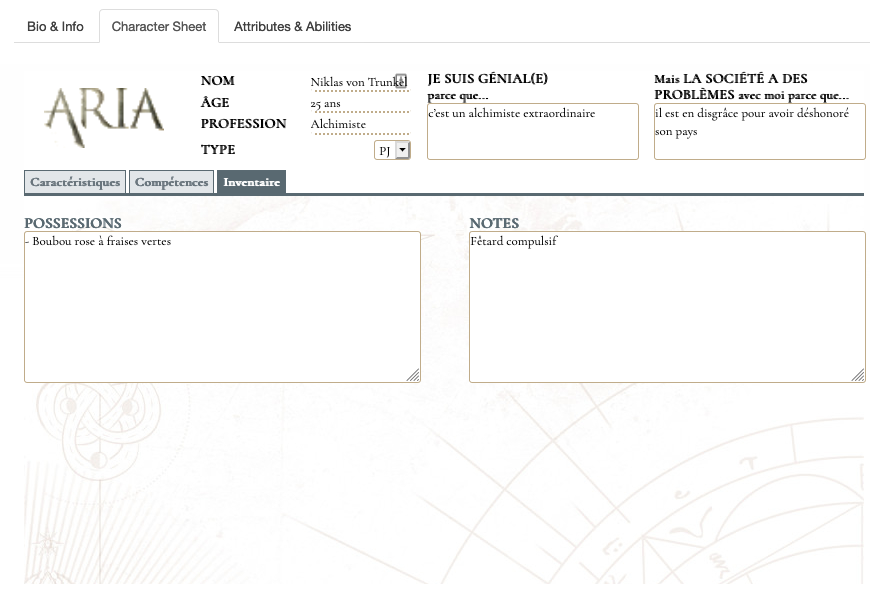 Bio & Info
Character Sheet
Attributes & Abilities
ARIA
NOM
Niklas von Trunke
ÂGE
25 ans
PROFESSION
Alchimiste
TYPE
PJ
JE SUIS GÉNIAL(E)
parce que...
c'est un alchimiste extraordinaire
Mais LA SOCIÉTÉ A DES
PROBLÈMES avec moi parce que...
il est en disgrâce pour avoir déshonoré
son pays
Caractéristiques
Compétences
Inventaire
POSSESSIONS
- Boubou rose à fraises vertes
NOTES
Fêtard compulsif